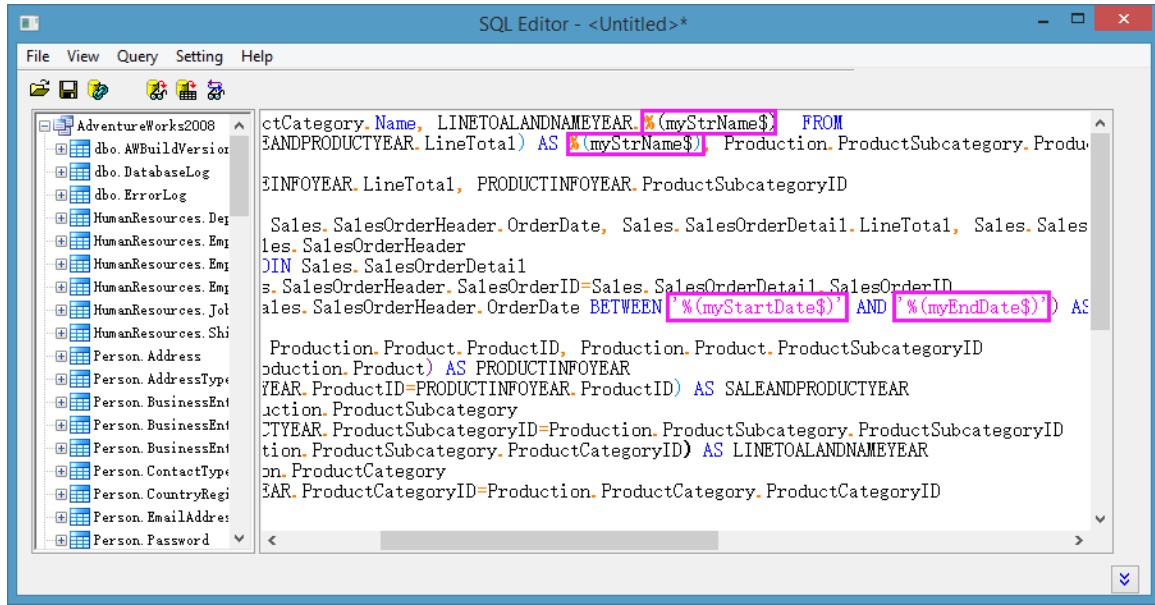 SQL Editor - <Untitled>*
File View Query Setting Help
AdventureWorks2008
dbo.AWBuildVersion
dbo.DatabaseLog
dbo.ErrorLog
HumanResources.Dep
HumanResources.Emp
HumanResources.Emp
HumanResources.Emp
HumanResources.Jol
HumanResources.Shi
Person.Address
Person.AddressType
Person.BusinessEnt
Person.BusinessEnt
Person.BusinessEnt
Person.ContactType
Person.CountryRegi
Person.EmailAddres
Person.Password
ctCategory.Name, LINETOALANDNAMEYEAR.%(myStrName$) FROM
EANDPRODUCTYEAR.LineTotal) AS %(myStrName$), Production.ProductSubcategory.Produ
EINFOYEAR.LineTotal, PRODUCTINFOYEAR.ProductSubcategoryID
Sales.SalesOrderHeader.OrderDate, Sales.SalesOrderDetail.LineTotal, Sales.Sales
les.SalesOrderHeader
OIN Sales.SalesOrderDetail
s.SalesOrderHeader.SalesOrderID=Sales.SalesOrderDetail.SalesOrderID
ales.SalesOrderHeader.OrderDate BETWEEN '%(myStartDate$)' AND '%(myEndDate$)') AS
Production.Product.ProductID, Production.Product.ProductSubcategoryID
oduction.Product) AS PRODUCTINFOYEAR
YEAR.ProductID=PRODUCTINFOYEAR.ProductID) AS SALEANDPRODUCTYEAR
uction.ProductSubcategory
CTYEAR.ProductSubcategoryID=Production.ProductSubcategory.ProductSubcategoryID
tion.ProductSubcategory.ProductCategoryID) AS LINETOALANDNAMEYEAR
on.ProductCategory
EAR.ProductCategoryID=Production.ProductCategory.ProductCategoryID